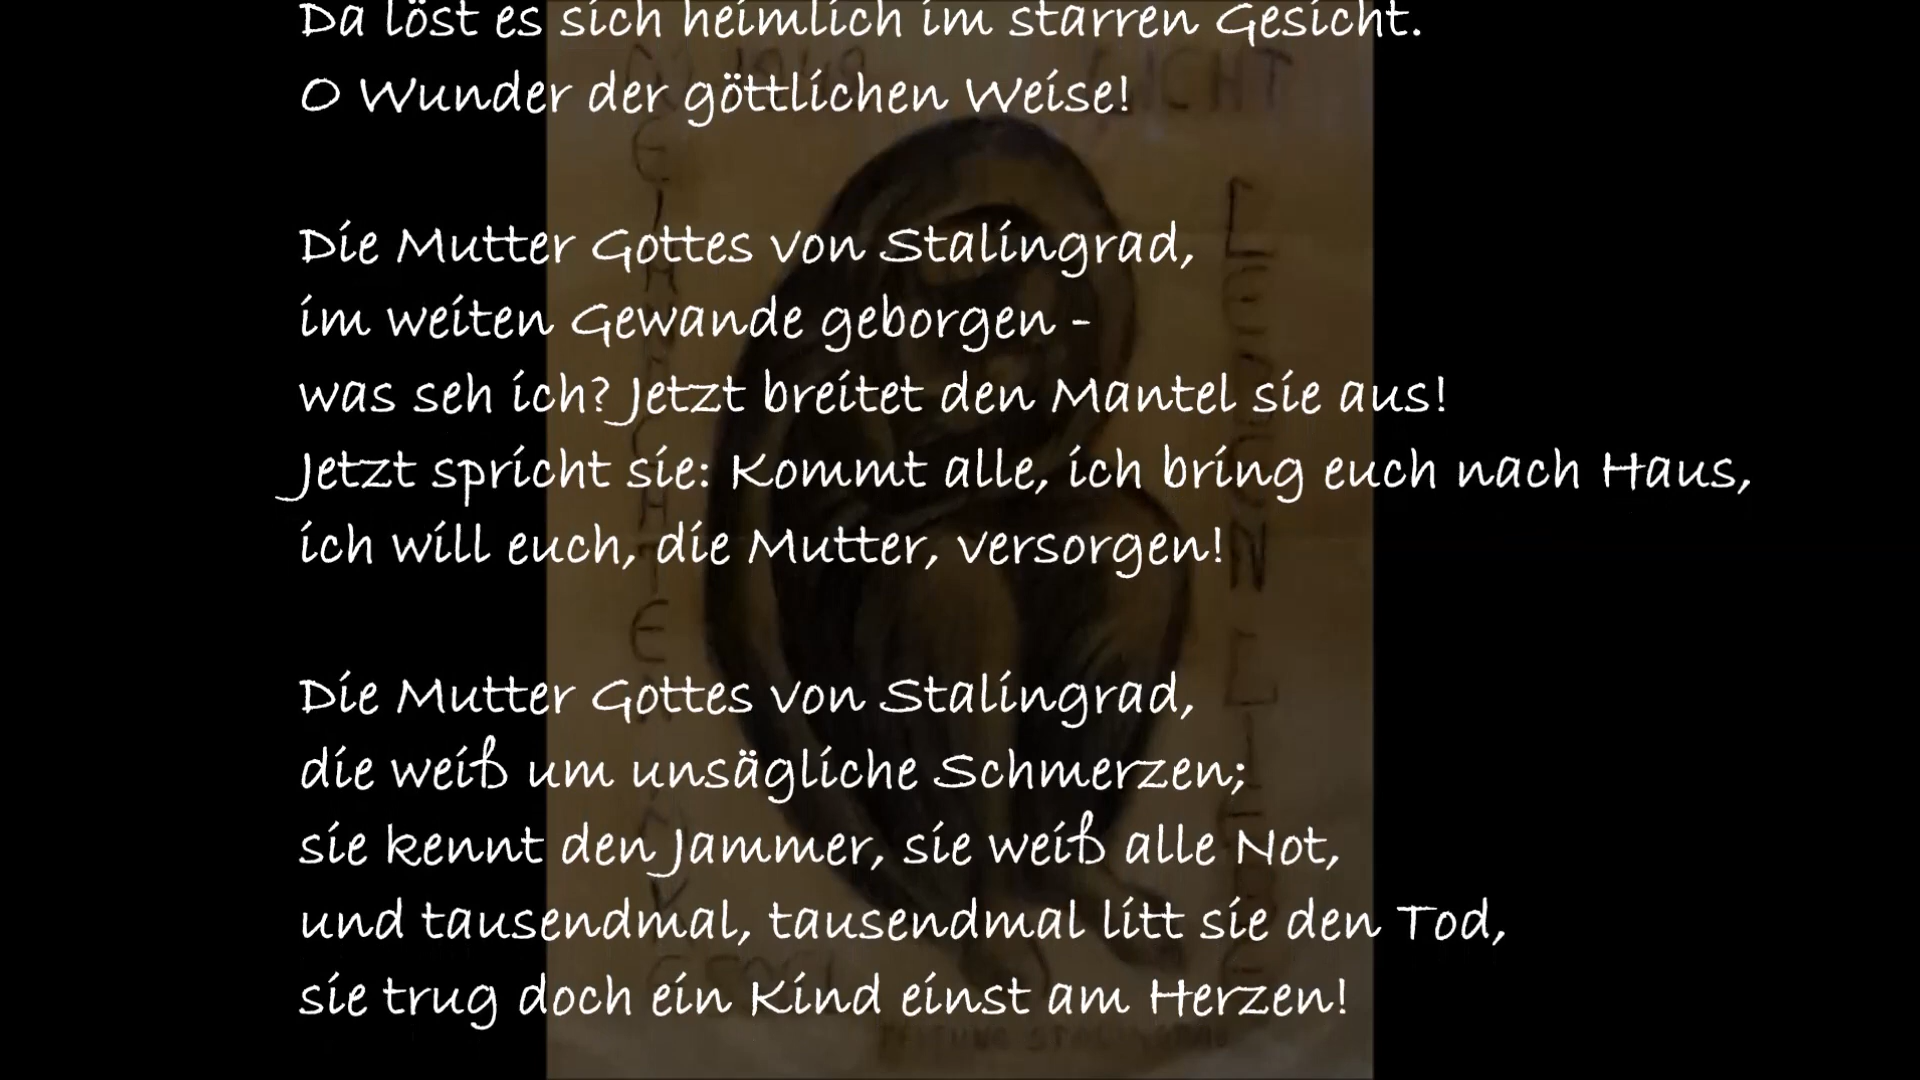 Da löst es sich heimlich im starren Gesicht.
O Wunder der göttlichen Weise!
Die Mutter Gottes von Stalingrad,
im weiten Gewande geborgen -
was seh ich? Jetzt breitet den Mantel sie aus!
Jetzt spricht sie: Kommt alle, ich bring euch nach Haus,
ich will euch, die Mutter, versorgen!
Die Mutter Gottes von Stalingrad,
die weiß um unsägliche Schmerzen;
sie kennt den Jammer, sie weiß alle Not,
und tausendmal, tausendmal litt sie den Tod,
sie trug doch ein Kind einst am Herzen!